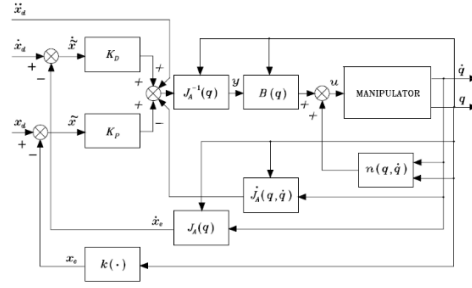 ẍ_d
ẋ_d + − x̃̇ K_D + +
x_d + − x̃ K_P + −
J_A⁻¹(q) y B(q) + + u MANIPULATOR q̇ q
n(q,q̇)
J̇_A(q,q̇)
ẋ_e J_A(q)
x_e k(·)